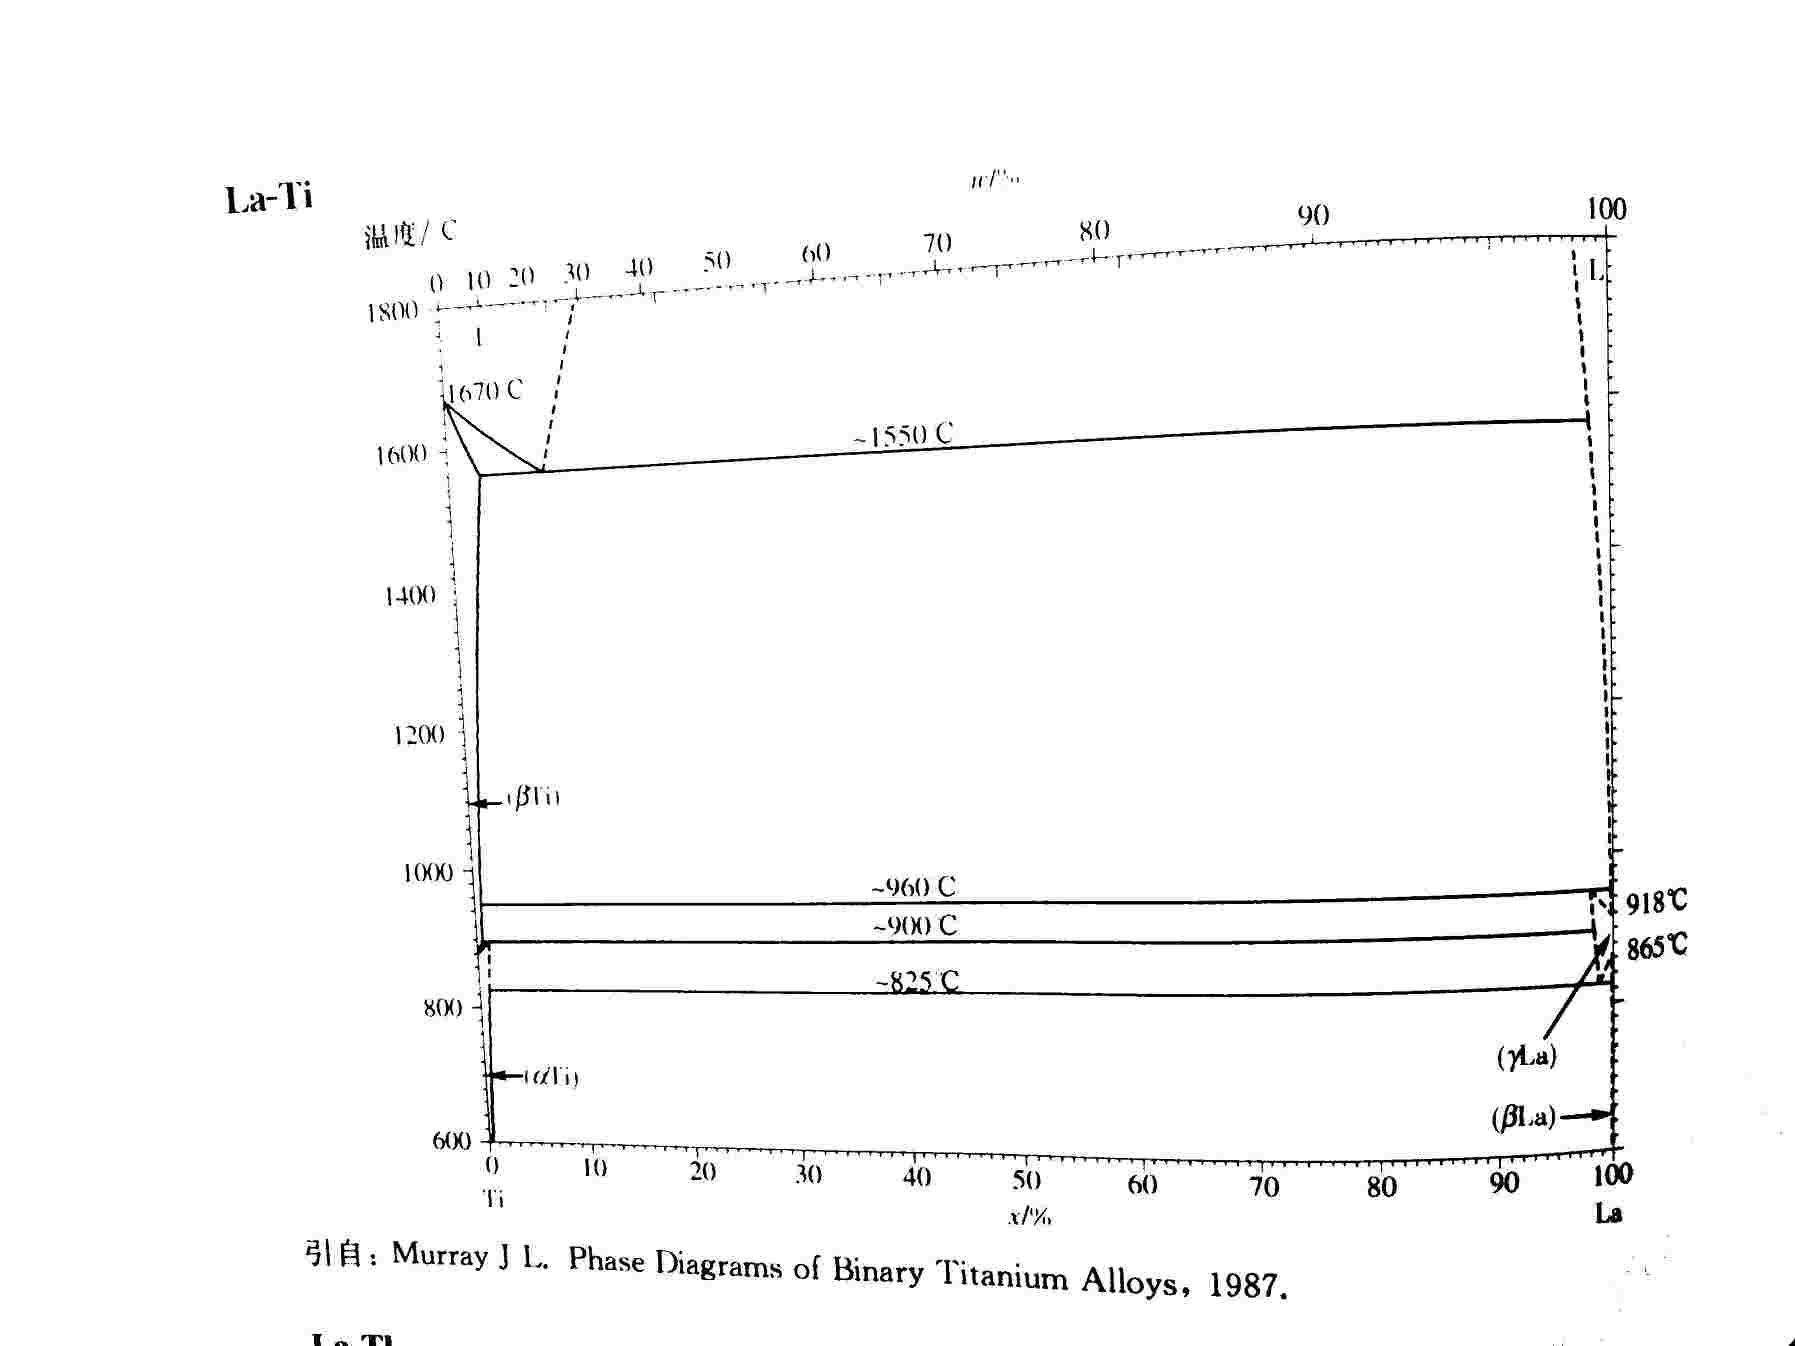 La-Ti
w/%
温度/ C
0 10 20 30 40 50 60 70 80 90 100
1800
L
L
1670 C
1600
~1550 C
1400
1200
(βTi)
1000
~960 C
918℃
~900 C
865℃
~825 C
800
(γLa)
(αTi)
(βLa)
600
0 10 20 30 40 50 60 70 80 90 100
Ti
x/%
La
引自: Murray J L. Phase Diagrams of Binary Titanium Alloys, 1987.
La-Tl